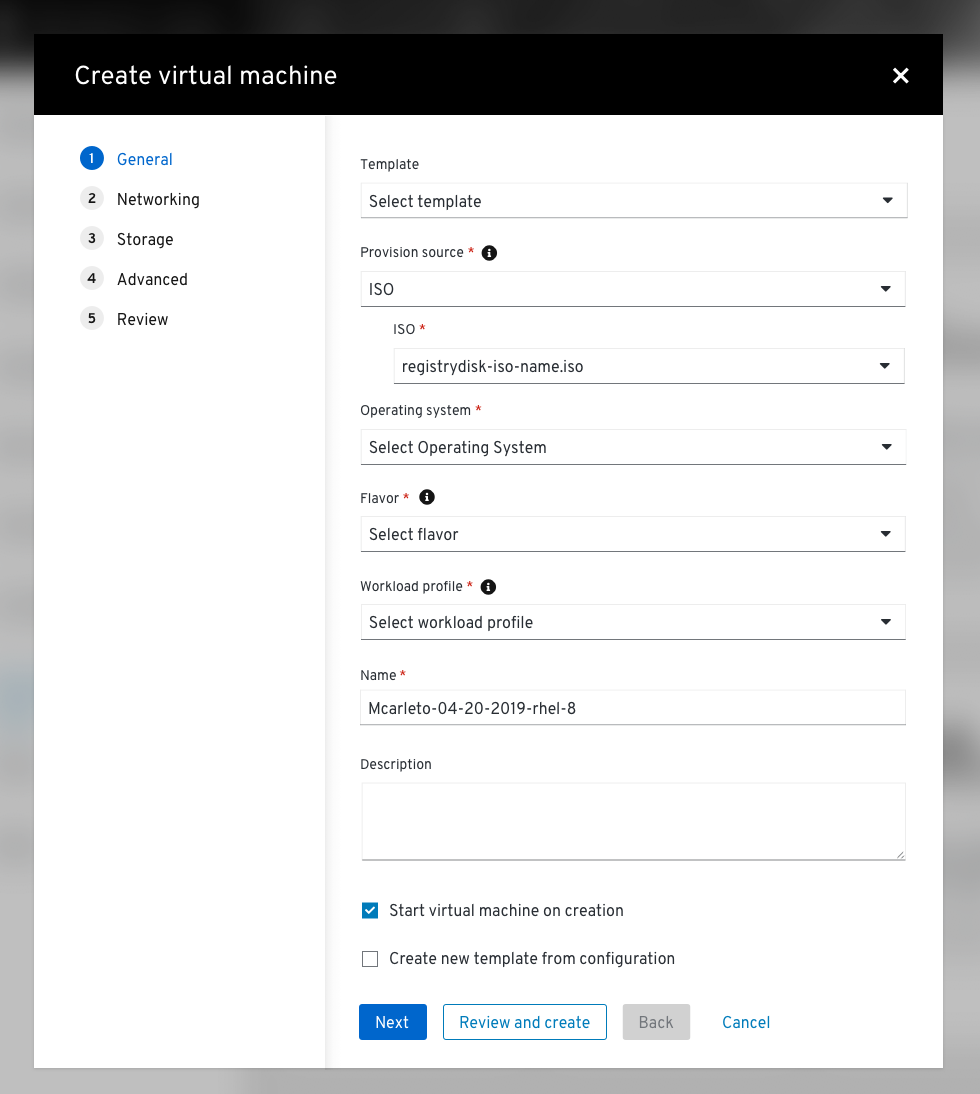 Create virtual machine
1 General
2 Networking
3 Storage
4 Advanced
5 Review
Template
Select template
Provision source *
ISO
ISO *
registrydisk-iso-name.iso
Operating system *
Select Operating System
Flavor *
Select flavor
Workload profile *
Select workload profile
Name *
Mcarleto-04-20-2019-rhel-8
Description
Start virtual machine on creation
Create new template from configuration
Next Review and create Back Cancel